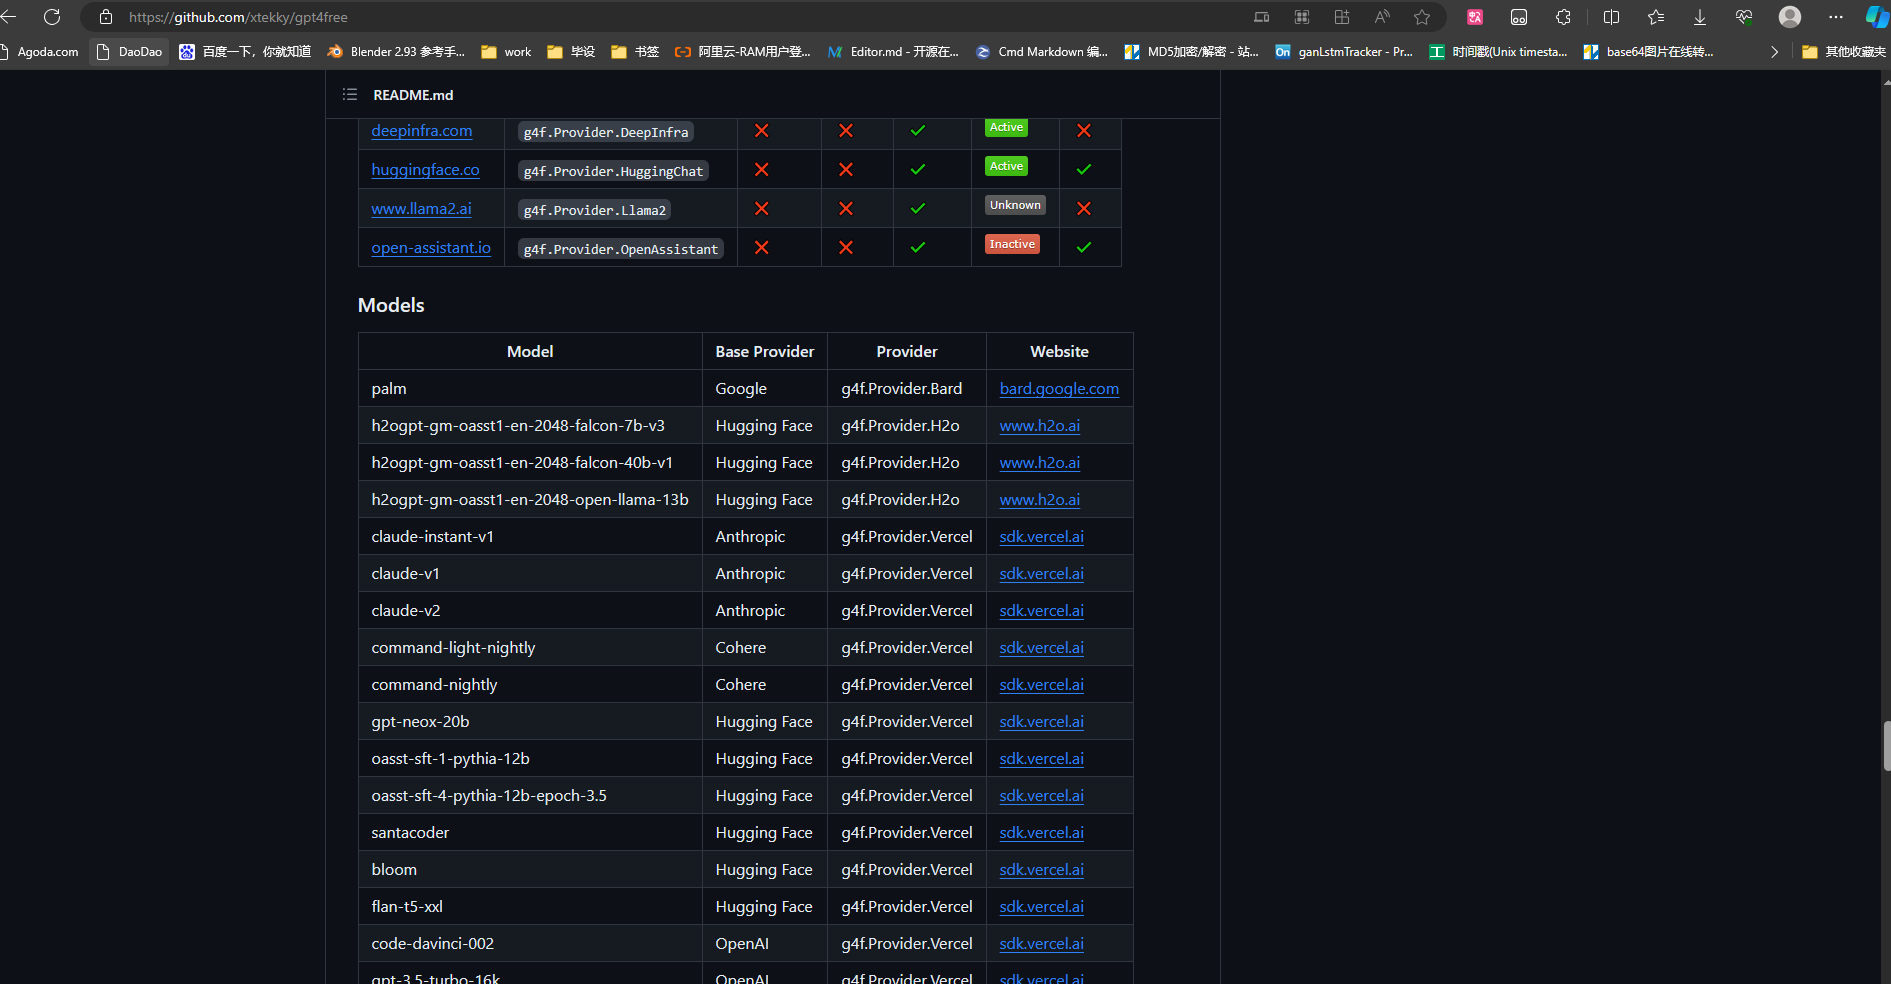 https://github.com/xtekky/gpt4free
Agoda.com DaoDao 百度一下，你就知道 Blender 2.93 参考手... work 毕设 书签 阿里云-RAM用户登... Editor.md - 开源在... Cmd Markdown 编... MD5加密/解密 - 站... ganLstmTracker - Pr... 时间戳(Unix timesta... base64图片在线转... 其他收藏夹
README.md
deepinfra.com g4f.Provider.DeepInfra ❌ ❌ ✔ Active ❌
huggingface.co g4f.Provider.HuggingChat ❌ ❌ ✔ Active ✔
www.llama2.ai g4f.Provider.Llama2 ❌ ❌ ✔ Unknown ❌
open-assistant.io g4f.Provider.OpenAssistant ❌ ❌ ✔ Inactive ✔
Models
Model Base Provider Provider Website
palm Google g4f.Provider.Bard bard.google.com
h2ogpt-gm-oasst1-en-2048-falcon-7b-v3 Hugging Face g4f.Provider.H2o www.h2o.ai
h2ogpt-gm-oasst1-en-2048-falcon-40b-v1 Hugging Face g4f.Provider.H2o www.h2o.ai
h2ogpt-gm-oasst1-en-2048-open-llama-13b Hugging Face g4f.Provider.H2o www.h2o.ai
claude-instant-v1 Anthropic g4f.Provider.Vercel sdk.vercel.ai
claude-v1 Anthropic g4f.Provider.Vercel sdk.vercel.ai
claude-v2 Anthropic g4f.Provider.Vercel sdk.vercel.ai
command-light-nightly Cohere g4f.Provider.Vercel sdk.vercel.ai
command-nightly Cohere g4f.Provider.Vercel sdk.vercel.ai
gpt-neox-20b Hugging Face g4f.Provider.Vercel sdk.vercel.ai
oasst-sft-1-pythia-12b Hugging Face g4f.Provider.Vercel sdk.vercel.ai
oasst-sft-4-pythia-12b-epoch-3.5 Hugging Face g4f.Provider.Vercel sdk.vercel.ai
santacoder Hugging Face g4f.Provider.Vercel sdk.vercel.ai
bloom Hugging Face g4f.Provider.Vercel sdk.vercel.ai
flan-t5-xxl Hugging Face g4f.Provider.Vercel sdk.vercel.ai
code-davinci-002 OpenAI g4f.Provider.Vercel sdk.vercel.ai
gpt-3.5-turbo-16k OpenAI g4f.Provider.Vercel sdk.vercel.ai